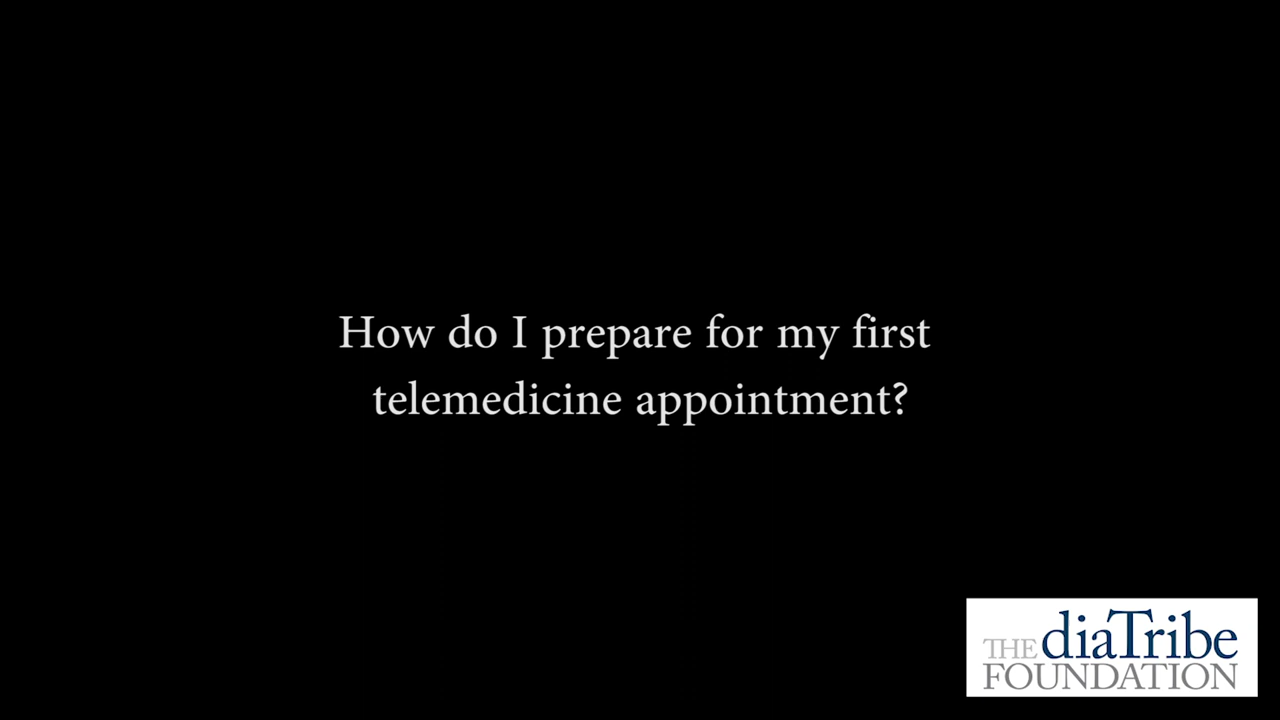 How do I prepare for my first
telemedicine appointment?
THE diaTribe
FOUNDATION